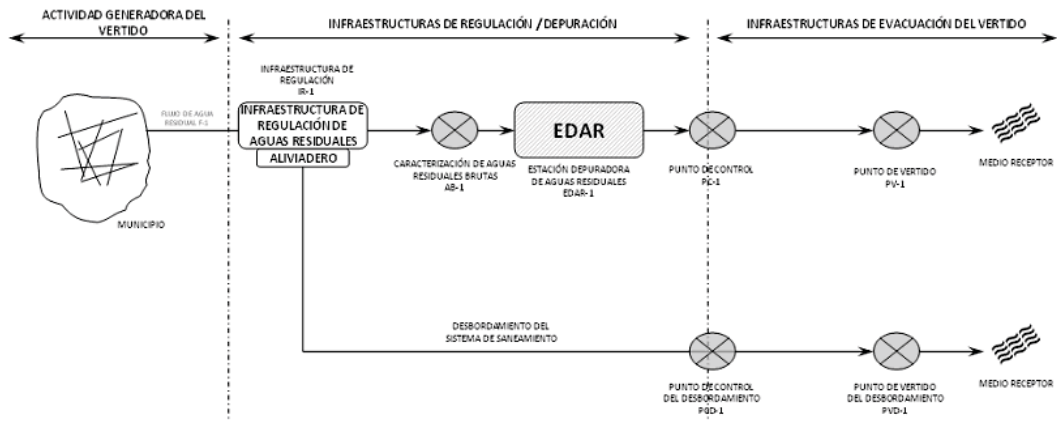 ACTIVIDAD GENERADORA DEL
VERTIDO
INFRAESTRUCTURAS DE REGULACIÓN / DEPURACIÓN
INFRAESTRUCTURAS DE EVACUACIÓN DEL VERTIDO
INFRAESTRUCTURA DE
REGULACIÓN
IR-1
FLUJO DE AGUA
RESIDUAL F-1
INFRAESTRUCTURA DE
REGULACIÓN DE
AGUAS RESIDUALES
ALIVIADERO
EDAR
CARACTERIZACIÓN DE AGUAS
RESIDUALES BRUTAS
AB-1
ESTACIÓN DEPURADORA
DE AGUAS RESIDUALES
EDAR-1
PUNTO DE CONTROL
PC-1
PUNTO DE VERTIDO
PV-1
MEDIO RECEPTOR
MUNICIPIO
DESBORDAMIENTO DEL
SISTEMA DE SANEAMIENTO
PUNTO DE CONTROL
DEL DESBORDAMIENTO
PCD-1
PUNTO DE VERTIDO
DEL DESBORDAMIENTO
PVD-1
MEDIO RECEPTOR